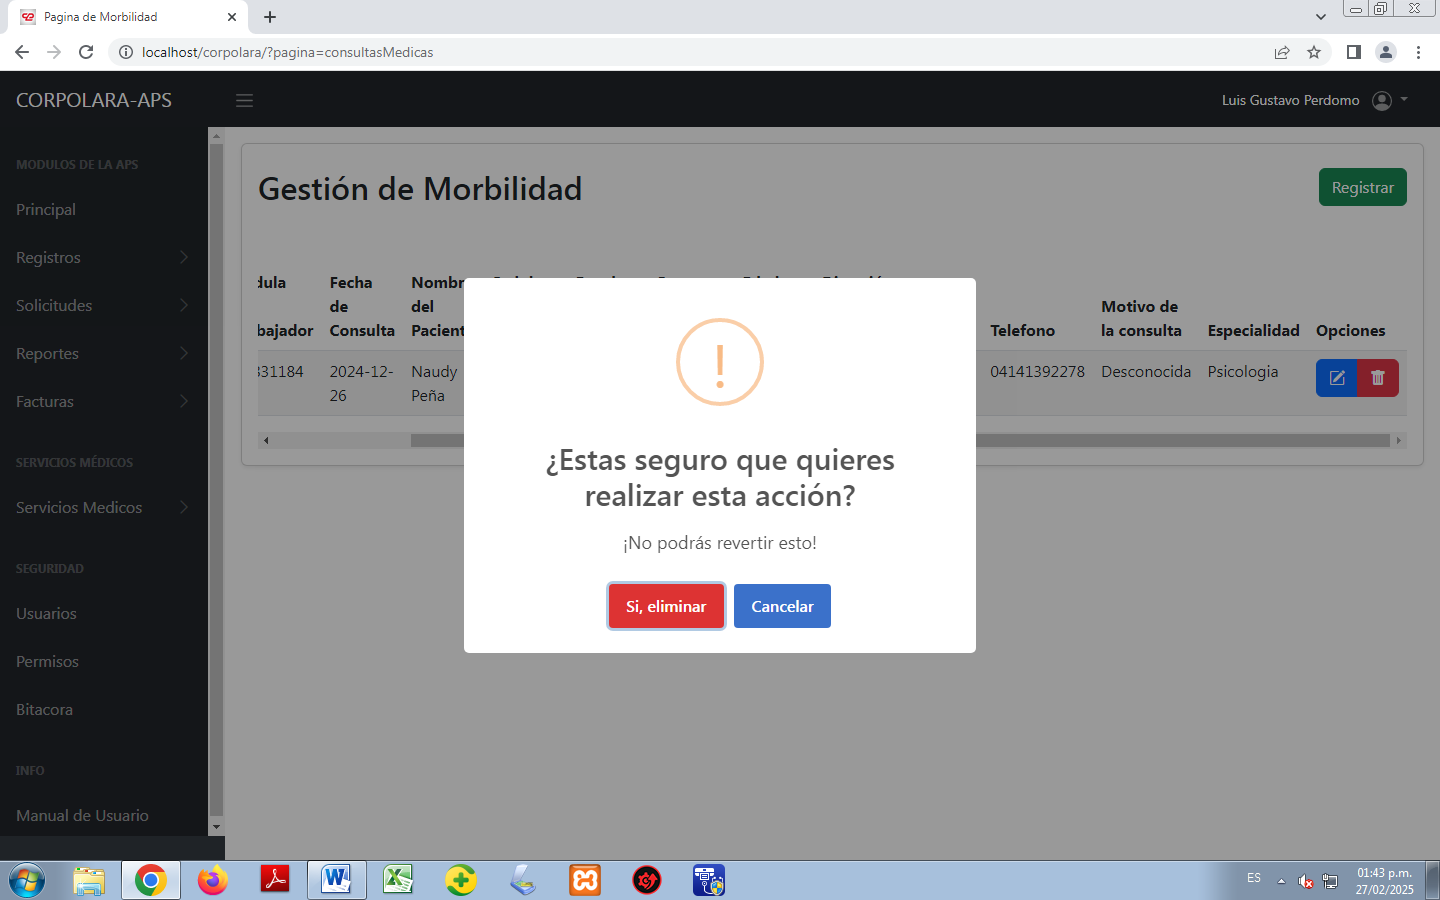 Pagina de Morbilidad
localhost/corpolara/?pagina=consultasMedicas
CORPOLARA-APS
Luis Gustavo Perdomo
MODULOS DE LA APS
Principal
Registros
Solicitudes
Reportes
Facturas
SERVICIOS MÉDICOS
Servicios Medicos
SEGURIDAD
Usuarios
Permisos
Bitacora
INFO
Manual de Usuario
Gestión de Morbilidad
Registrar
dula
bajador
Fecha
de
Consulta
Nombr
del
Pacient
Telefono
Motivo de
la consulta
Especialidad
Opciones
331184
2024-12-
26
Naudy
Peña
04141392278
Desconocida
Psicologia
¿Estas seguro que quieres
realizar esta acción?
¡No podrás revertir esto!
Si, eliminar
Cancelar
ES
01:43 p.m.
27/02/2025